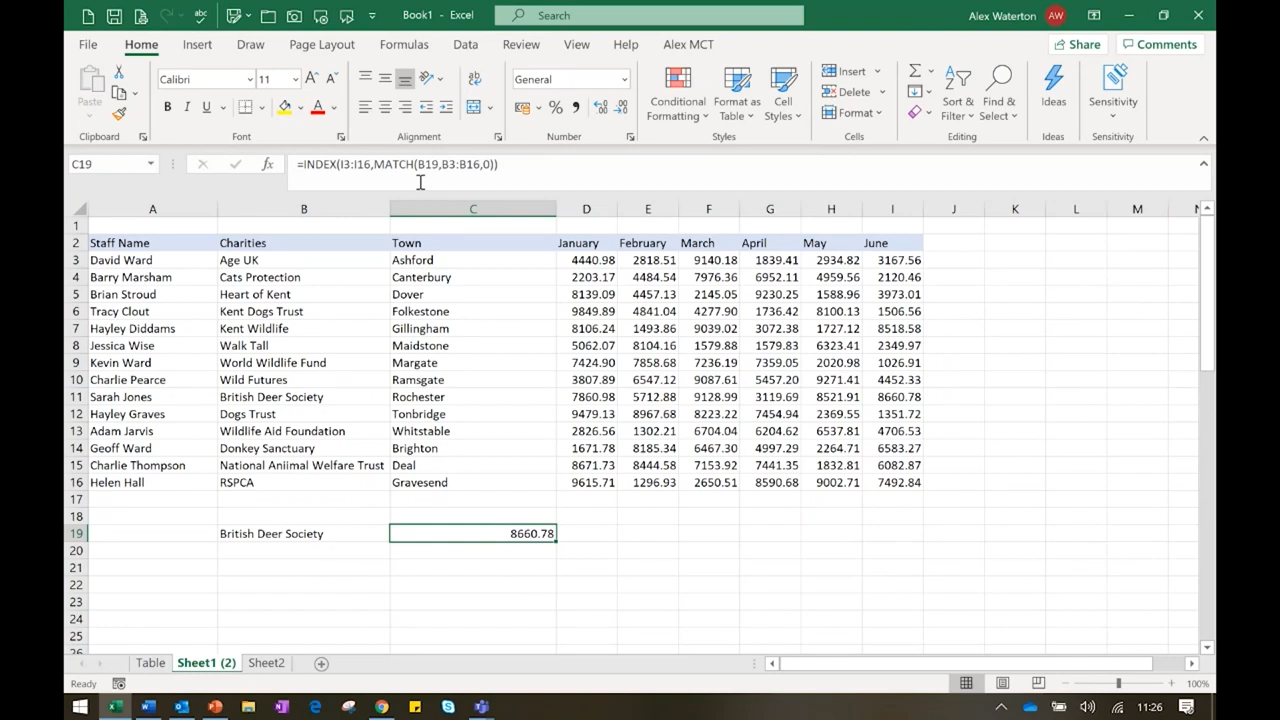 Book1 - Excel
Search
Alex Waterton
AW
File Home Insert Draw Page Layout Formulas Data Review View Help Alex MCT
Share
Comments
Calibri 11
General
Paste
Conditional Formatting
Format as Table
Cell Styles
Insert
Delete
Format
Sort & Filter
Find & Select
Ideas
Sensitivity
Clipboard Font Alignment Number Styles Cells Editing Ideas Sensitivity
C19 fx =INDEX(I3:I16,MATCH(B19,B3:B16,0))
A B C D E F G H I J K L M N
1
2 Staff Name Charities Town January February March April May June
3 David Ward Age UK Ashford 4440.98 2818.51 9140.18 1839.41 2934.82 3167.56
4 Barry Marsham Cats Protection Canterbury 2203.17 4484.54 7976.36 6952.11 4959.56 2120.46
5 Brian Stroud Heart of Kent Dover 8139.09 4457.13 2145.05 9230.25 1588.96 3973.01
6 Tracy Clout Kent Dogs Trust Folkestone 9849.89 4841.04 4277.90 1736.42 8100.13 1506.56
7 Hayley Diddams Kent Wildlife Gillingham 8106.24 1493.86 9039.02 3072.38 1727.12 8518.58
8 Jessica Wise Walk Tall Maidstone 5062.07 8104.16 1579.88 1579.83 6323.41 2349.97
9 Kevin Ward World Wildlife Fund Margate 7424.90 7858.68 7236.19 7359.05 2020.98 1026.91
10 Charlie Pearce Wild Futures Ramsgate 3807.89 6547.12 9087.61 5457.20 9271.41 4452.33
11 Sarah Jones British Deer Society Rochester 7860.98 5712.88 9128.99 3119.69 8521.91 8660.78
12 Hayley Graves Dogs Trust Tonbridge 9479.13 8967.68 8223.22 7454.94 2369.55 1351.72
13 Adam Jarvis Wildlife Aid Foundation Whitstable 2826.56 1302.21 6704.04 6204.62 6537.81 4706.53
14 Geoff Ward Donkey Sanctuary Brighton 1671.78 8185.34 6467.30 4997.29 2264.71 6583.27
15 Charlie Thompson National Aniimal Welfare Trust Deal 8671.73 8444.58 7153.92 7441.35 1832.81 6082.87
16 Helen Hall RSPCA Gravesend 9615.71 1296.93 2650.51 8590.68 9002.71 7492.84
17
18
19 British Deer Society 8660.78
20
21
22
23
24
25
26
Table Sheet1 (2) Sheet2
Ready 100%
11:26